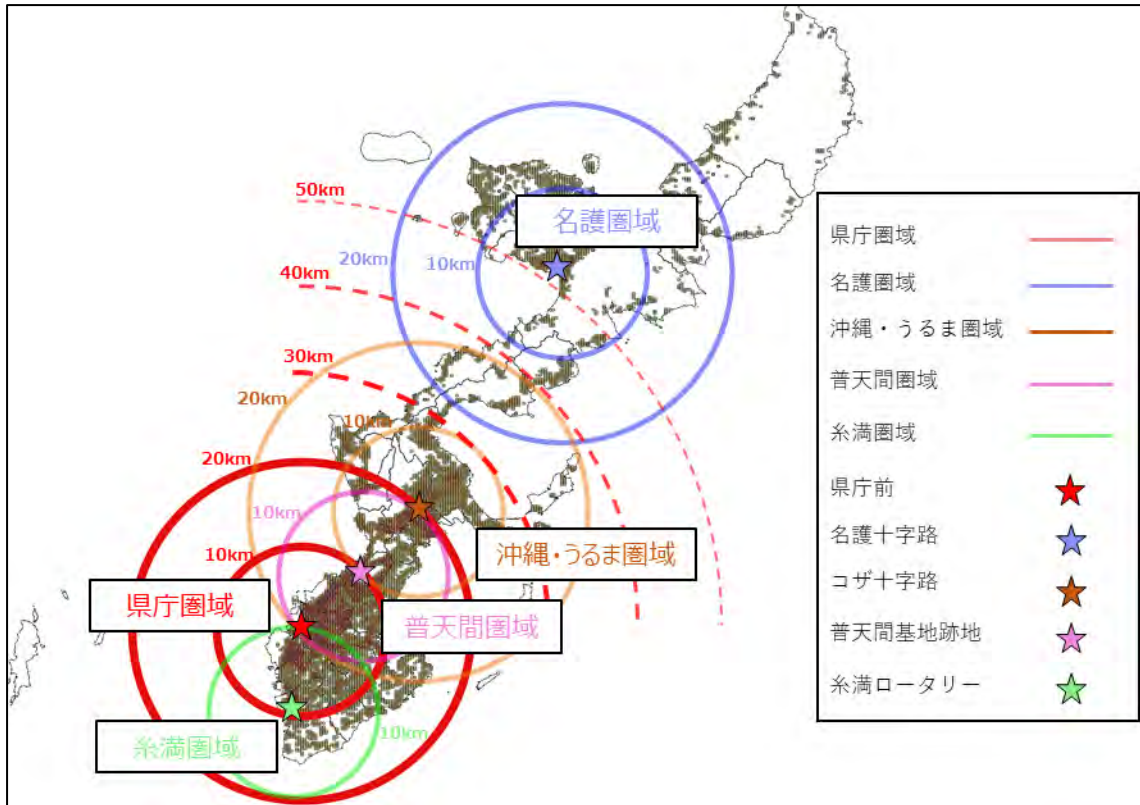 50km
名護圏域
20km
10km
40km
30km
20km
10km
20km
10km
沖縄・うるま圏域
10km
県庁圏域
普天間圏域
10km
糸満圏域
県庁圏域
名護圏域
沖縄・うるま圏域
普天間圏域
糸満圏域
県庁前
名護十字路
コザ十字路
普天間基地跡地
糸満ロータリー